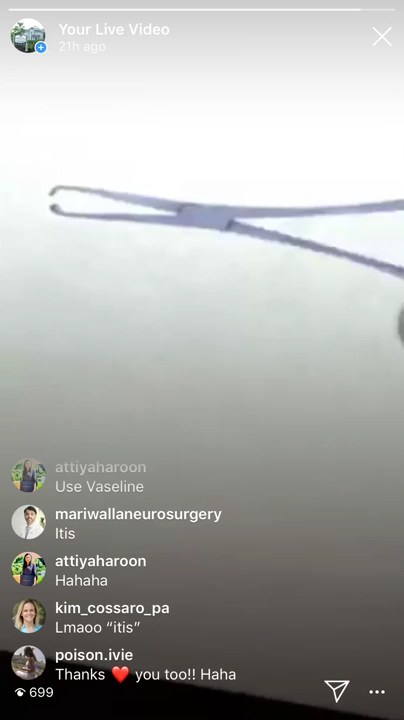 Your Live Video
21h ago
attiyaharoon
Use Vaseline
mariwallaneurosurgery
Itis
attiyaharoon
Hahaha
kim_cossaro_pa
Lmaoo “itis”
poison.ivie
Thanks ❤️ you too!! Haha
699